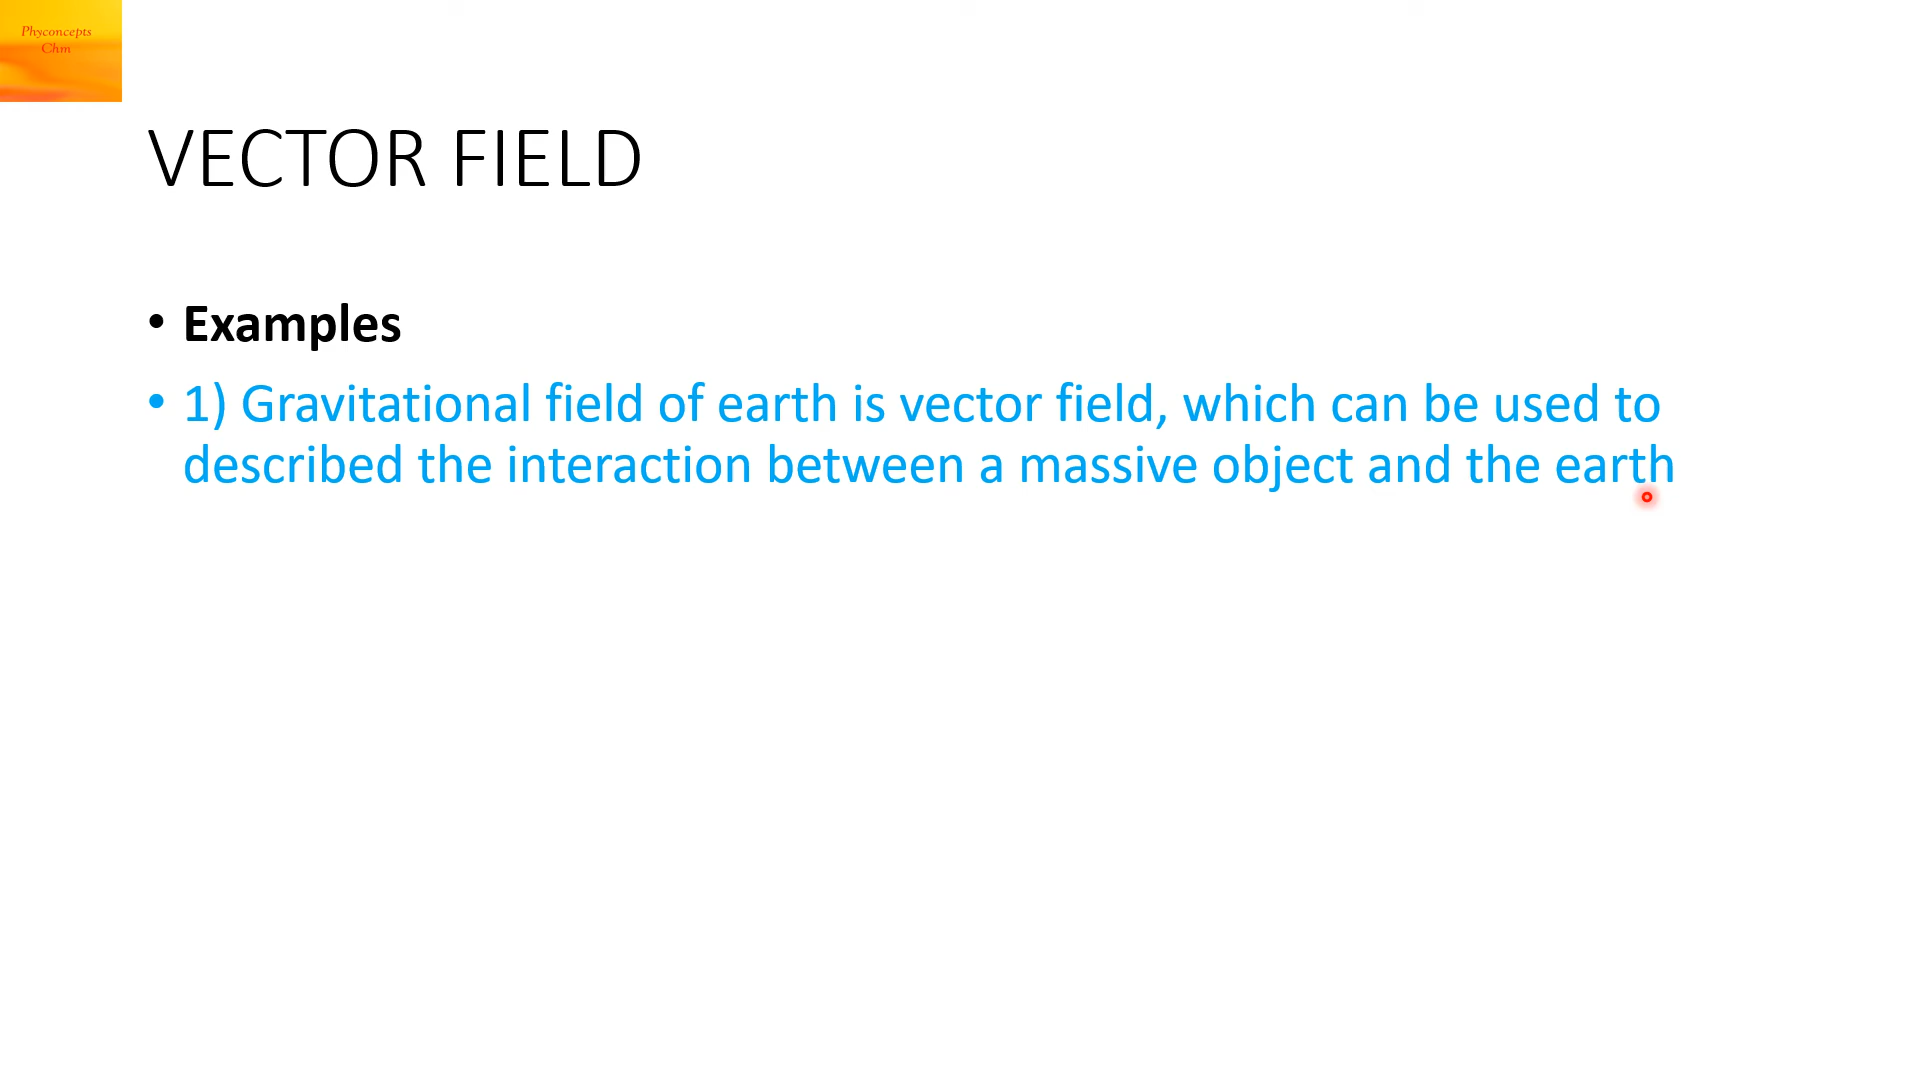 Phyconcepts
Chm
VECTOR FIELD
• Examples
• 1) Gravitational field of earth is vector field, which can be used to
described the interaction between a massive object and the earth